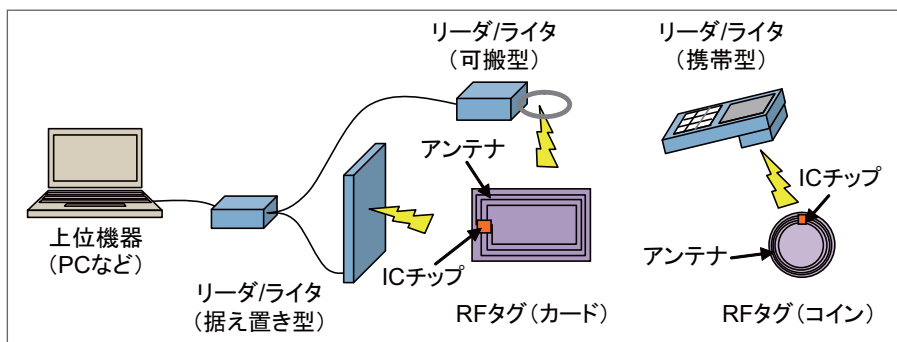 リーダ/ライタ
(可搬型)
リーダ/ライタ
(携帯型)
アンテナ
ICチップ
上位機器
(PCなど)
リーダ/ライタ
(据え置き型)
ICチップ
RFタグ(カード)
アンテナ
RFタグ(コイン)